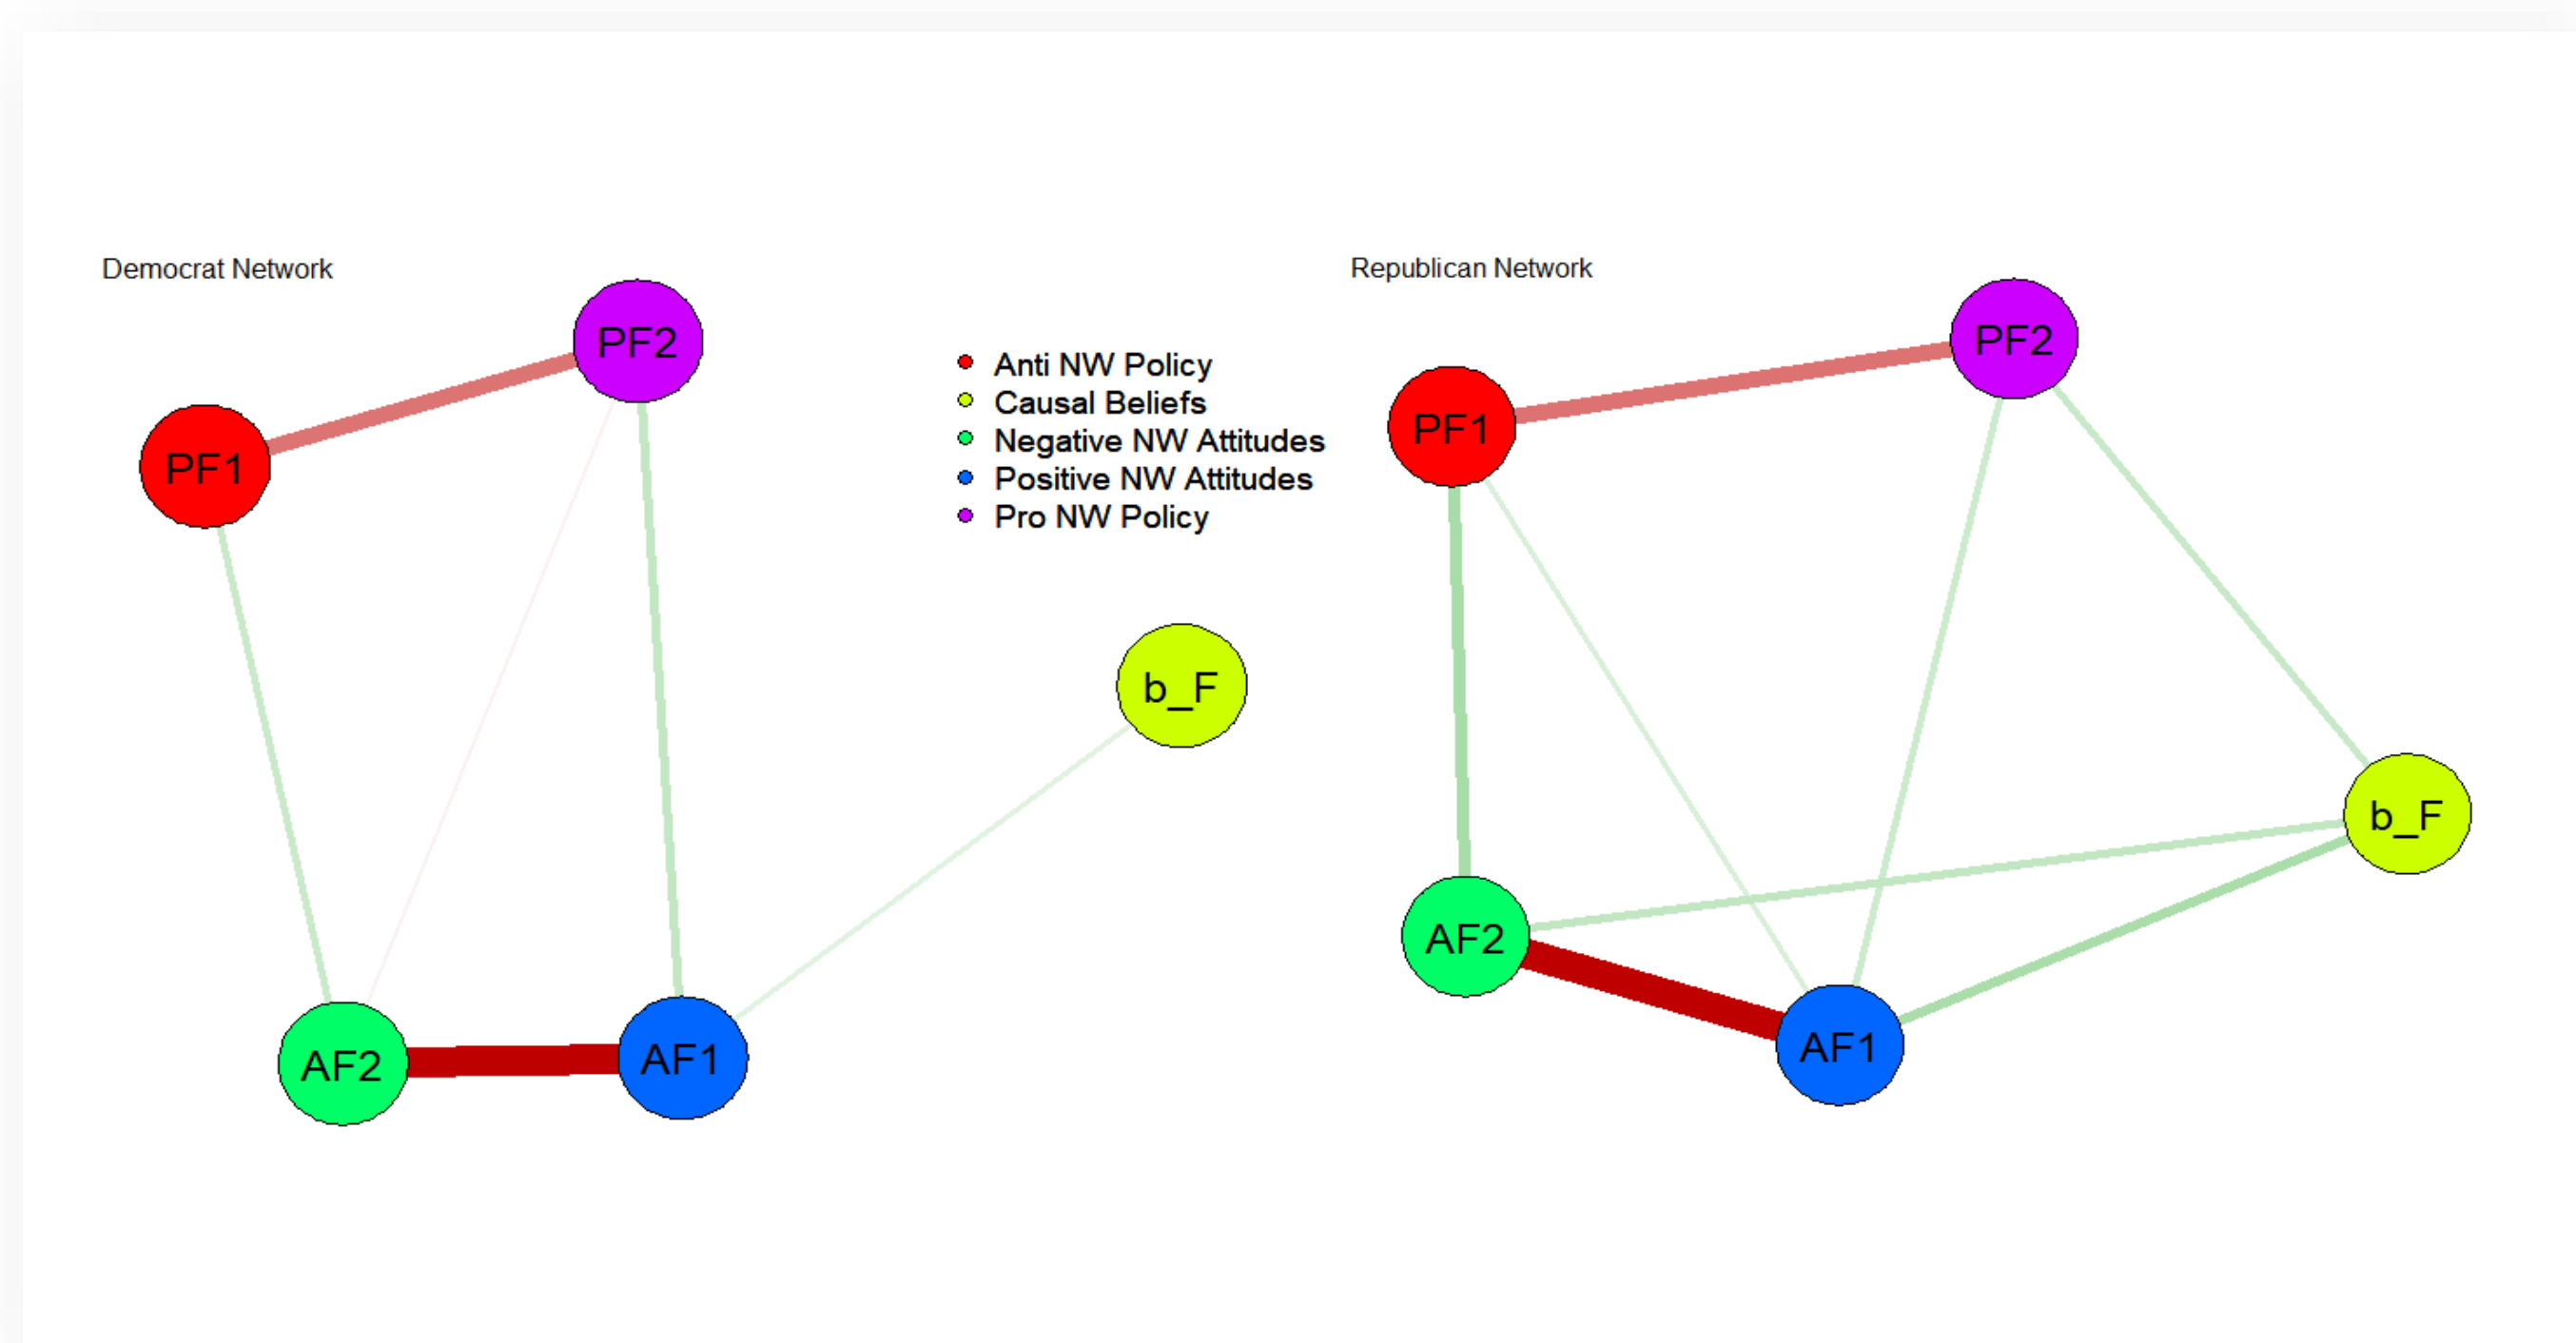 Democrat Network
PF2
PF1
b_F
AF2
AF1
Anti NW Policy
Causal Beliefs
Negative NW Attitudes
Positive NW Attitudes
Pro NW Policy
Republican Network
PF2
PF1
b_F
AF2
AF1